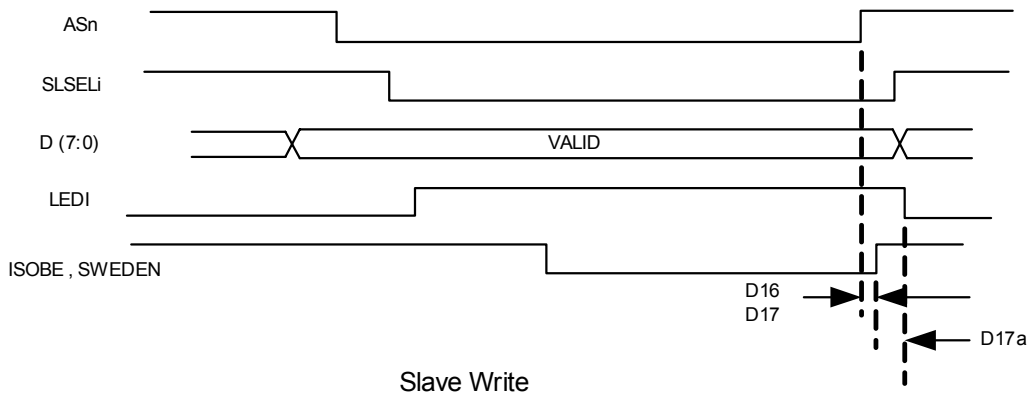 ASn
SLSELi
D (7:0)
VALID
LEDI
ISOBE , SWEDEN
D16
D17
D17a
Slave Write